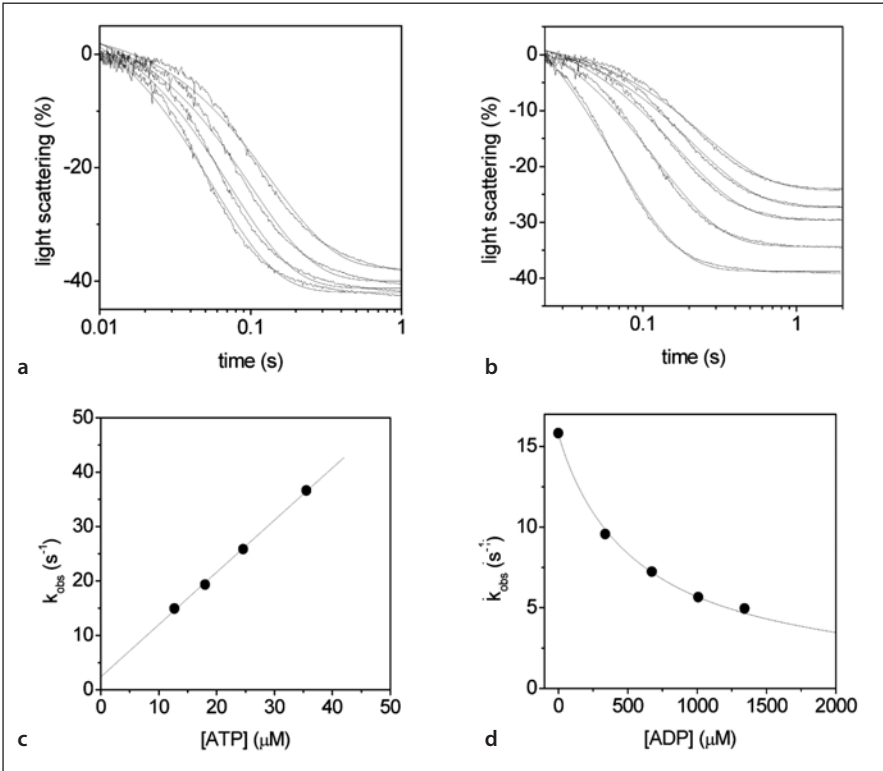 0
-20
-40
light scattering (%)
0.01
0.1
1
time (s)
a
0
-10
-20
-30
-40
light scattering (%)
0.1
1
time (s)
b
50
40
30
20
10
0
k_obs (s⁻¹)
0
10
20
30
40
50
[ATP] (μM)
c
15
10
5
0
k_obs (s⁻¹)
0
500
1000
1500
2000
[ADP] (μM)
d